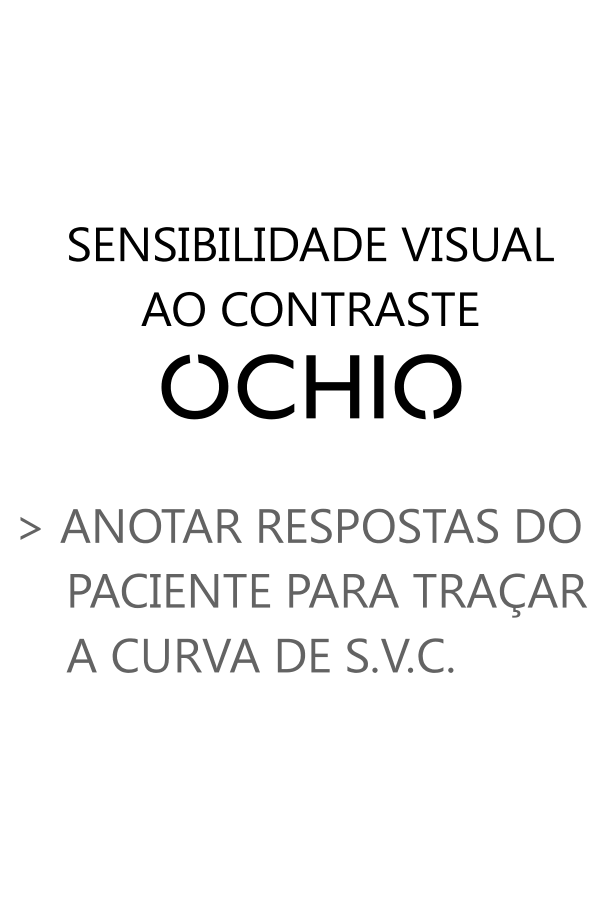 SENSIBILIDADE VISUAL
AO CONTRASTE
OCHIO
> ANOTAR RESPOSTAS DO
PACIENTE PARA TRAÇAR
A CURVA DE S.V.C.